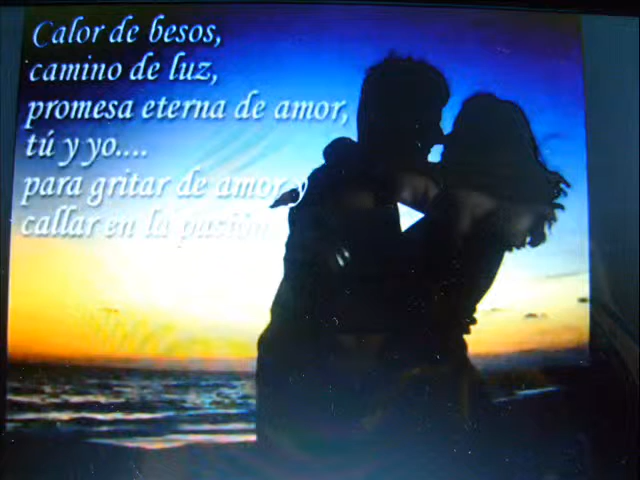 Calor de besos,
camino de luz,
promesa eterna de amor,
tú y yo....
para gritar de amor y
callar en la pasión